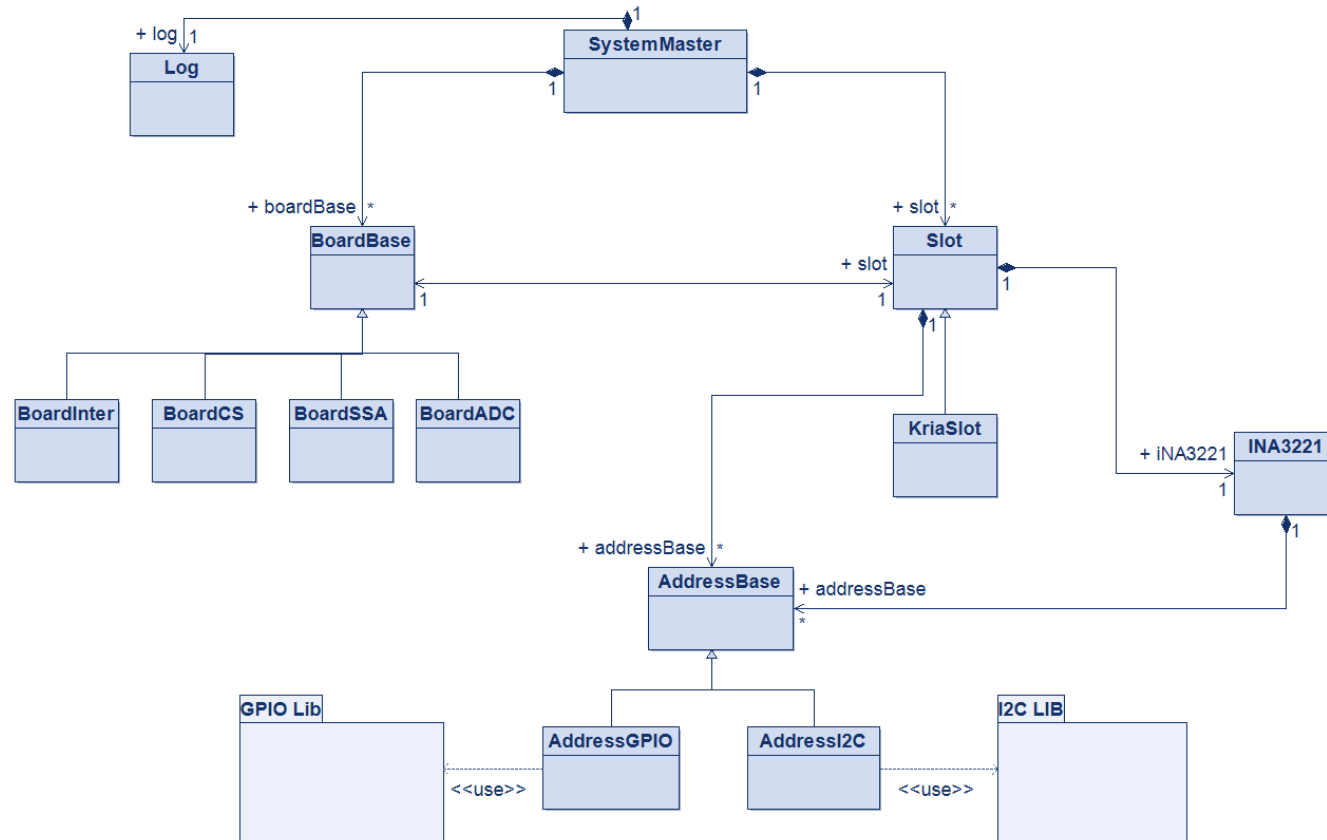 1
+ log 1
SystemMaster
Log
1
1
+ boardBase *
+ slot *
BoardBase
Slot
+ slot
1
1
1
1
BoardInter
BoardCS
BoardSSA
BoardADC
KriaSlot
INA3221
+ iNA3221
1
1
+ addressBase *
AddressBase
+ addressBase
*
GPIO Lib
I2C LIB
AddressGPIO
AddressI2C
<<use>>
<<use>>